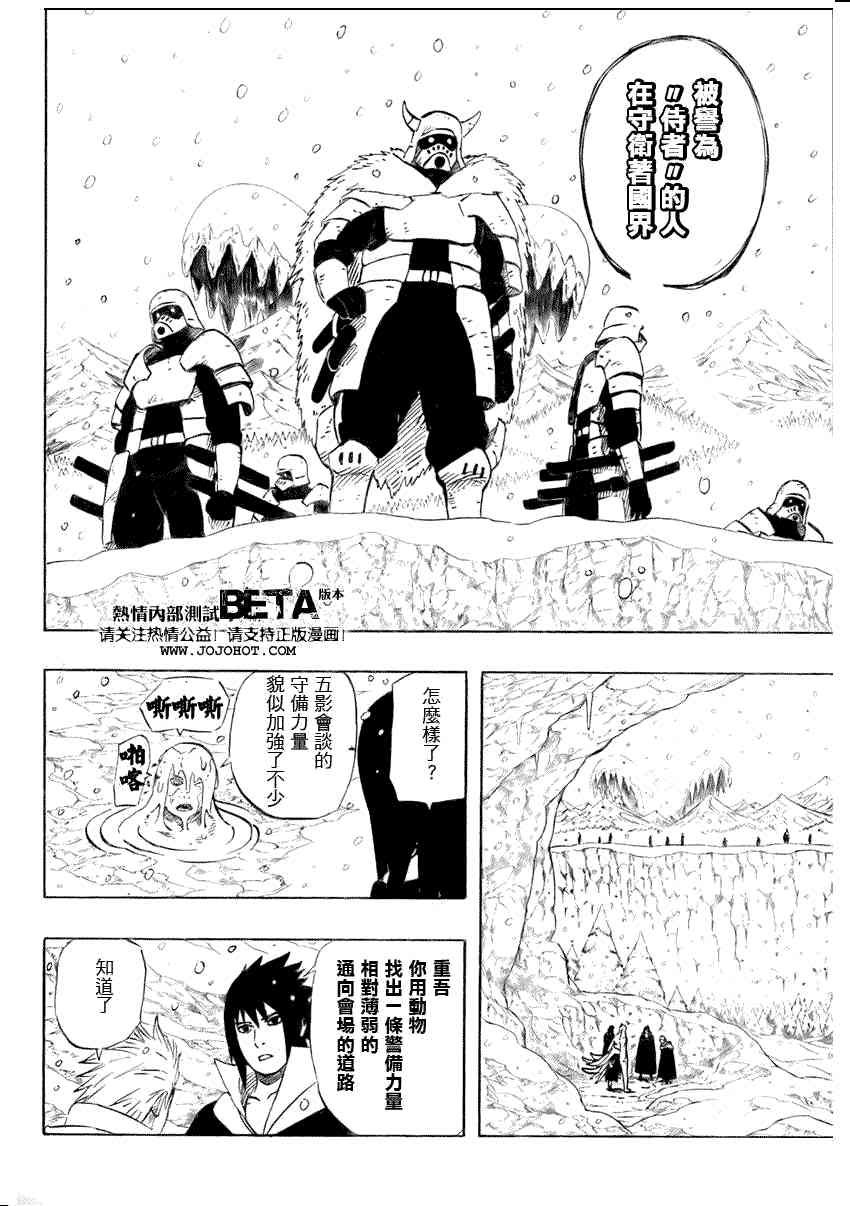 被譽為
"侍者"的人
在守衛著國界
熱情內部測試BETA版本
请关注热情公益! 请支持正版漫画!
WWW.JOJOHOT.COM
怎麼樣了?
五影會談的
守備力量
貌似加強了不少
嘶嘶嘶
啪喀
重吾
你用動物
找出一條警備力量
相對薄弱的
通向會場的道路
知道了